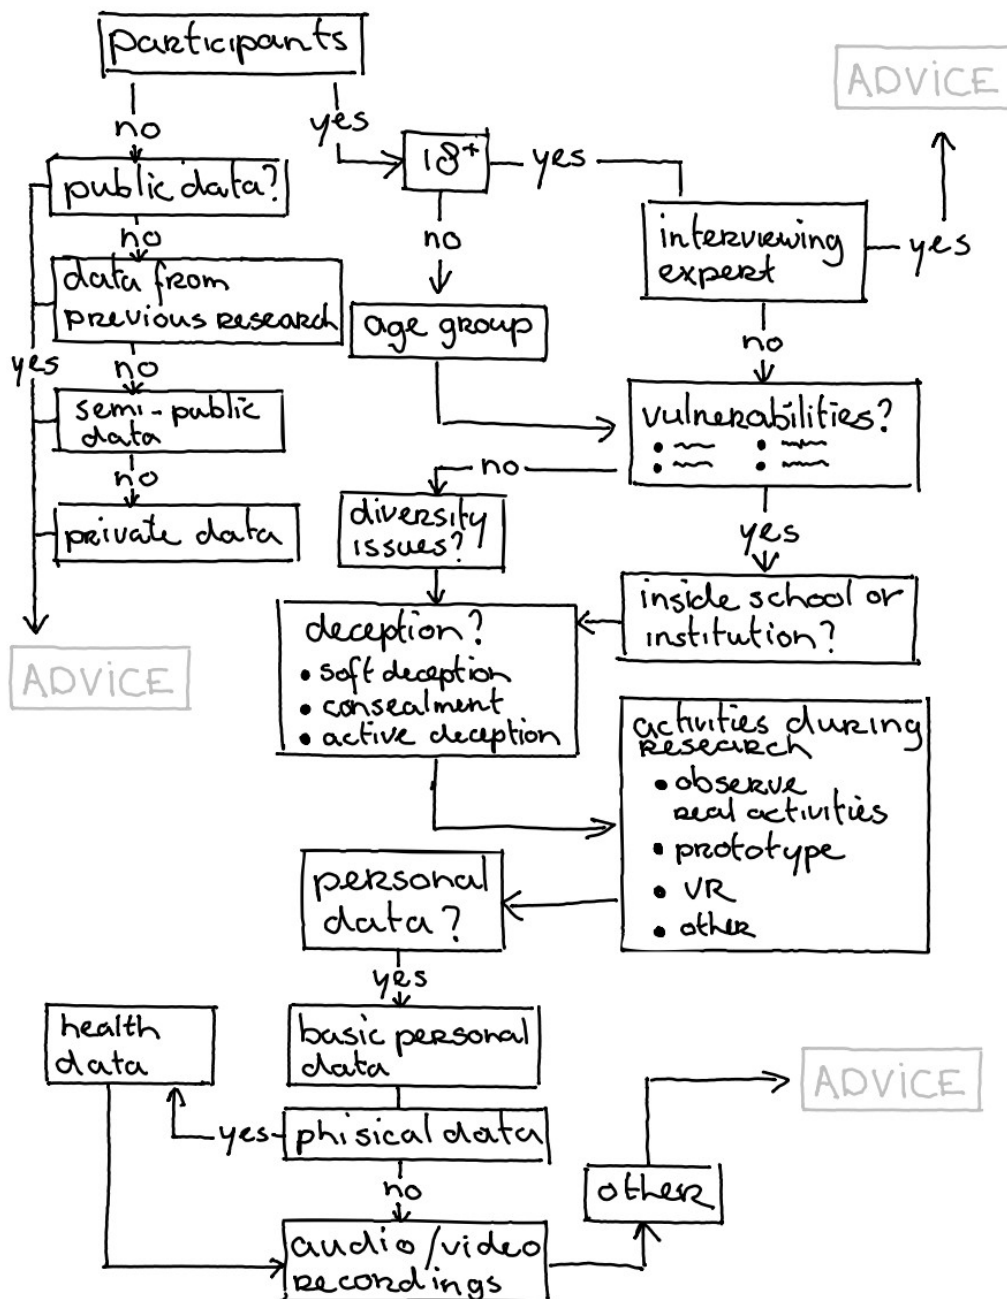 participants
ADVICE
no
yes
18+
yes
public data?
no
no
interviewing
expert
yes
data from
previous research
age group
yes
no
no
semi-public
data
vulnerabilities?
no
no
private data
diversity
issues?
yes
deception?
• soft deception
• consealment
• active deception
inside school or
institution?
ADVICE
activities during
research
• observe
real activities
• prototype
• VR
• other
personal
data?
yes
health
data
basic personal
data
ADVICE
yes
phisical data
no
other
audio/video
recordings